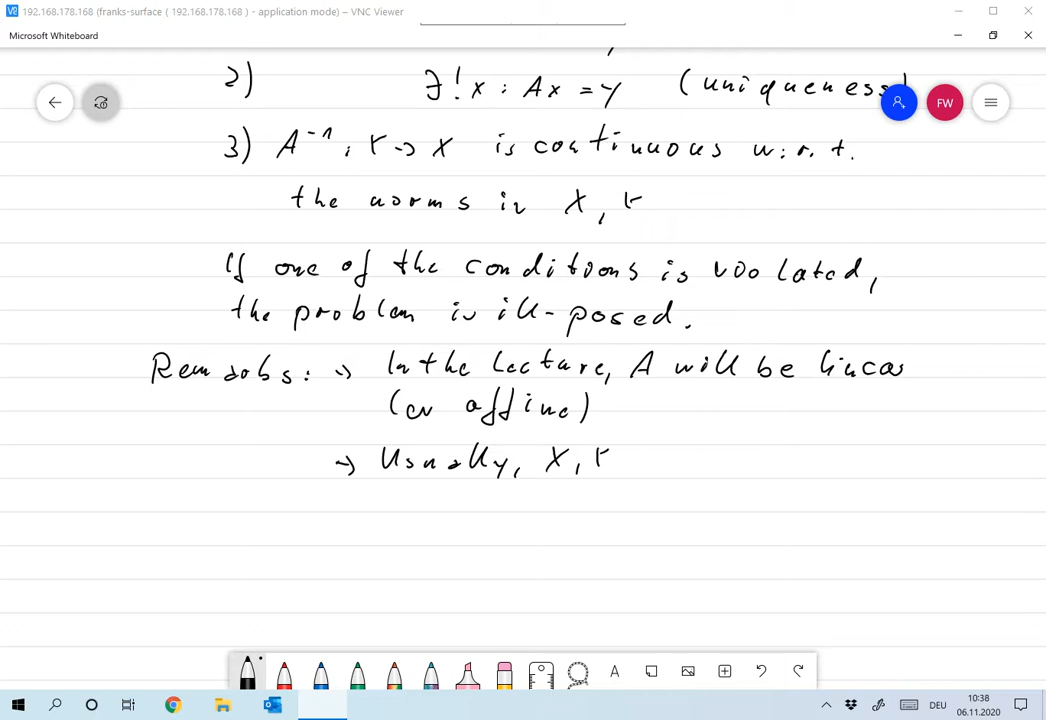 192.168.178.168 (franks-surface ( 192.168.178.168 ) - application mode) – VNC Viewer
Microsoft Whiteboard
2) ∃! x : Ax = y (uniqueness)
FW
3) A⁻¹ : Y → X is continuous w.r.t.
the norms in X, Y
If one of the conditions is violated,
the problem is ill-posed.
Remarks: → In the lecture, A will be linear
(or affine)
→ Usually, X, Y
A
DEU
10:38
06.11.2020